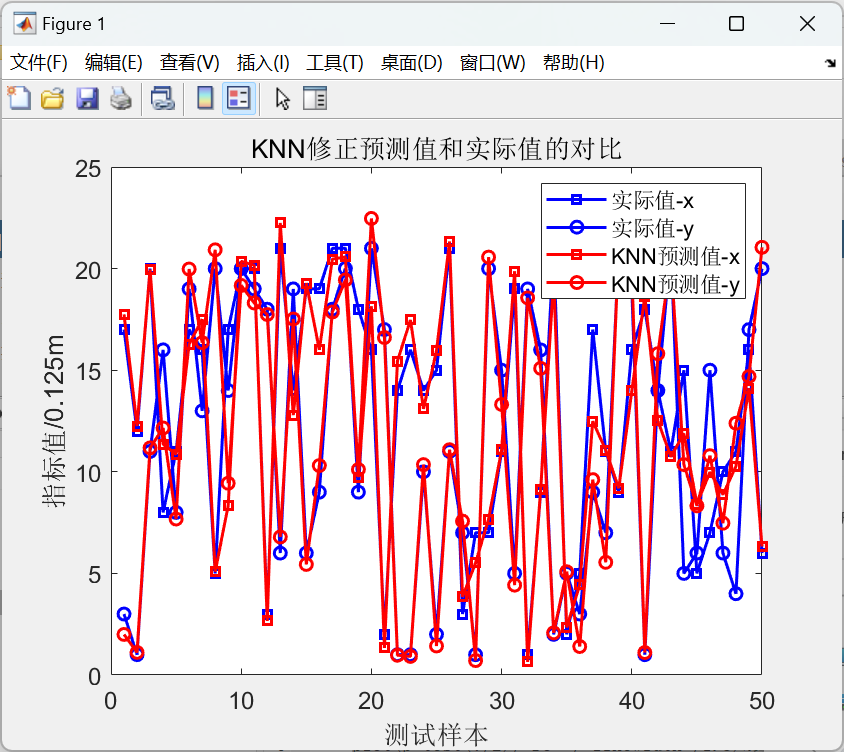 Figure 1
文件(F) 编辑(E) 查看(V) 插入(I) 工具(T) 桌面(D) 窗口(W) 帮助(H)
KNN修正预测值和实际值的对比
实际值-x
实际值-y
KNN预测值-x
KNN预测值-y
25
20
15
10
5
0
指标值/0.125m
0 10 20 30 40 50
测试样本